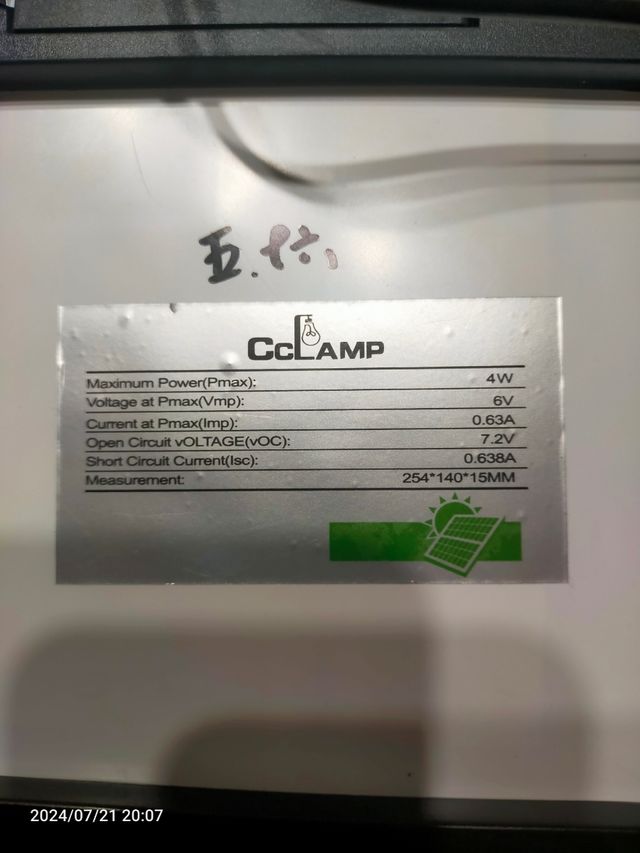 五.
CCLAMP
Maximum Power(Pmax): 4W
Voltage at Pmax(Vmp): 6V
Current at Pmax(Imp): 0.63A
Open Circuit vOLTAGE(vOC): 7.2V
Short Circuit Current(Isc): 0.638A
Measurement: 254*140*15MM
2024/07/21 20:07